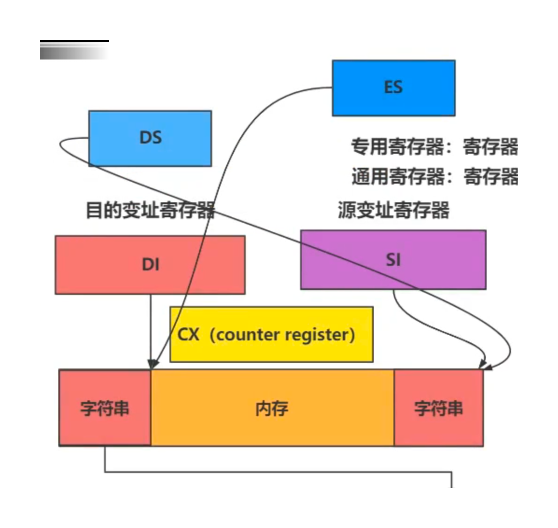 ES
DS
专用寄存器：寄存器
通用寄存器：寄存器
目的变址寄存器
源变址寄存器
DI
SI
CX（counter register）
字符串
内存
字符串